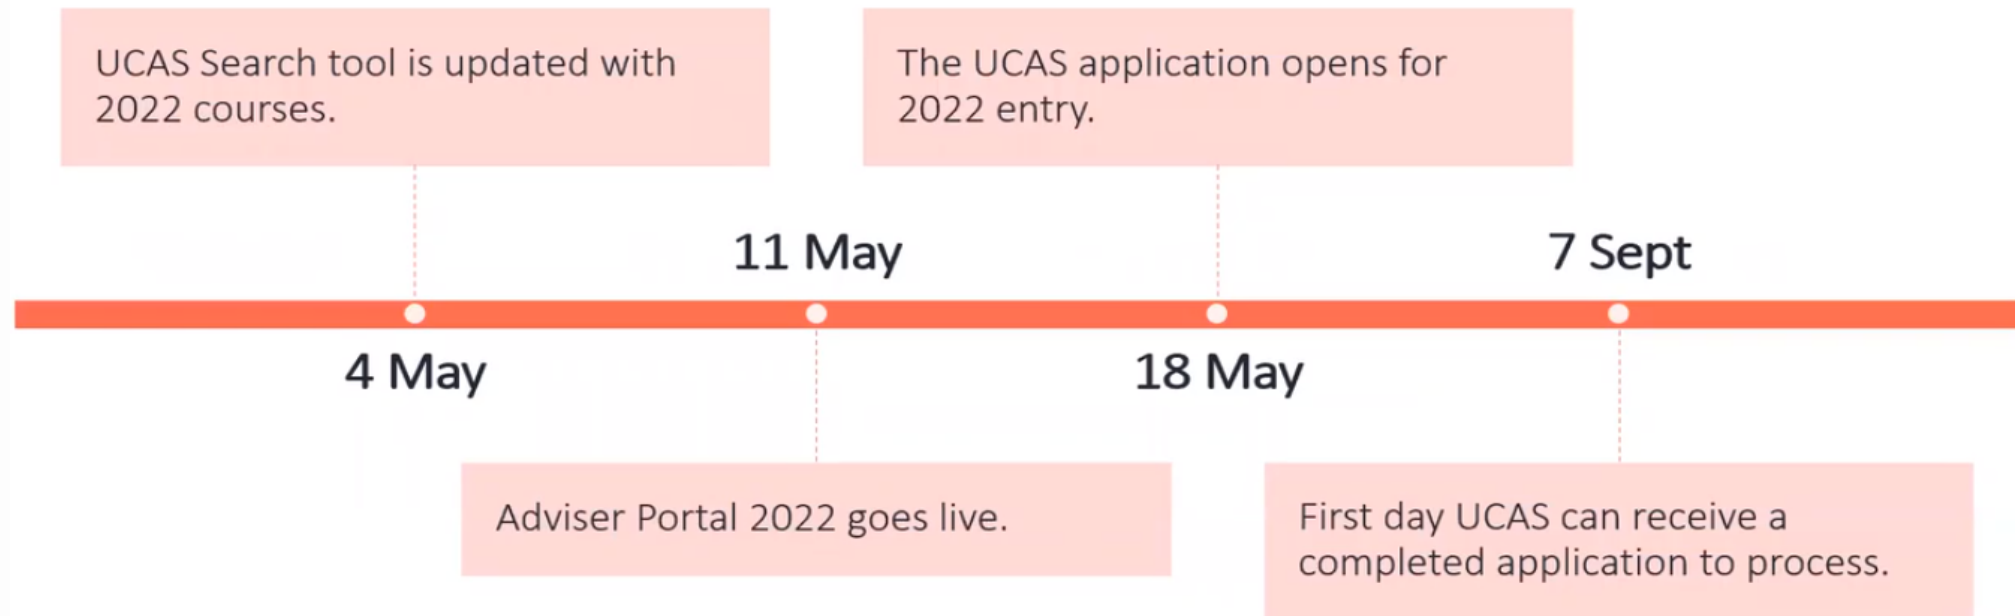 UCAS Search tool is updated with
2022 courses.
The UCAS application opens for
2022 entry.
11 May
7 Sept
4 May
18 May
Adviser Portal 2022 goes live.
First day UCAS can receive a
completed application to process.